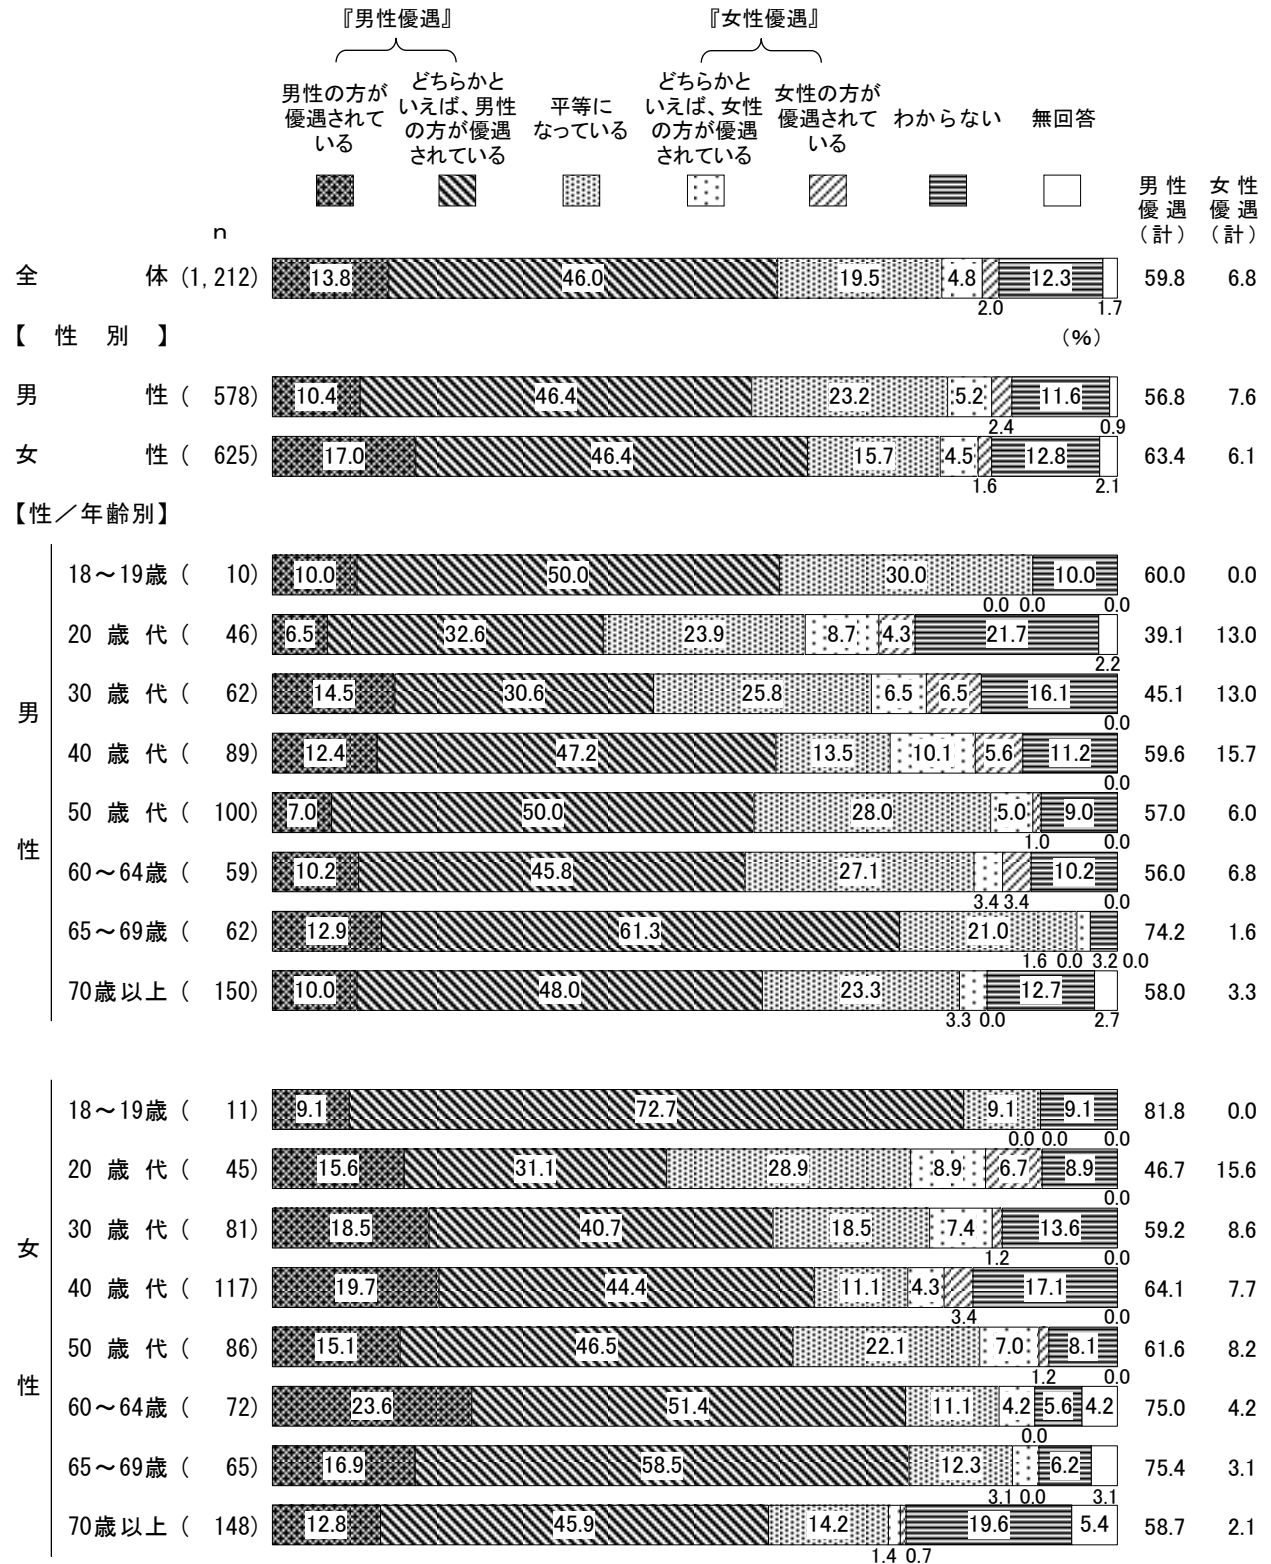 『男性優遇』 『女性優遇』
男性の方が優遇されている
どちらかといえば、男性の方が優遇されている
平等になっている
どちらかといえば、女性の方が優遇されている
女性の方が優遇されている
わからない
無回答
男性優遇（計） 女性優遇（計）
n
全体 (1,212) 13.8 46.0 19.5 4.8 2.0 12.3 1.7 59.8 6.8
【性別】 (%)
男性 ( 578) 10.4 46.4 23.2 5.2 2.4 11.6 0.9 56.8 7.6
女性 ( 625) 17.0 46.4 15.7 4.5 1.6 12.8 2.1 63.4 6.1
【性／年齢別】
男性
18～19歳 ( 10) 10.0 50.0 30.0 0.0 0.0 10.0 0.0 60.0 0.0
20歳代 ( 46) 6.5 32.6 23.9 8.7 4.3 21.7 2.2 39.1 13.0
30歳代 ( 62) 14.5 30.6 25.8 6.5 6.5 16.1 0.0 45.1 13.0
40歳代 ( 89) 12.4 47.2 13.5 10.1 5.6 11.2 0.0 59.6 15.7
50歳代 ( 100) 7.0 50.0 28.0 5.0 1.0 9.0 0.0 57.0 6.0
60～64歳 ( 59) 10.2 45.8 27.1 3.4 3.4 10.2 0.0 56.0 6.8
65～69歳 ( 62) 12.9 61.3 21.0 1.6 0.0 3.2 0.0 74.2 1.6
70歳以上 ( 150) 10.0 48.0 23.3 3.3 0.0 12.7 2.7 58.0 3.3
女性
18～19歳 ( 11) 9.1 72.7 9.1 0.0 0.0 9.1 0.0 81.8 0.0
20歳代 ( 45) 15.6 31.1 28.9 8.9 6.7 8.9 0.0 46.7 15.6
30歳代 ( 81) 18.5 40.7 18.5 7.4 1.2 13.6 0.0 59.2 8.6
40歳代 ( 117) 19.7 44.4 11.1 4.3 3.4 17.1 0.0 64.1 7.7
50歳代 ( 86) 15.1 46.5 22.1 7.0 1.2 8.1 0.0 61.6 8.2
60～64歳 ( 72) 23.6 51.4 11.1 4.2 0.0 5.6 4.2 75.0 4.2
65～69歳 ( 65) 16.9 58.5 12.3 3.1 0.0 6.2 3.1 75.4 3.1
70歳以上 ( 148) 12.8 45.9 14.2 1.4 0.7 19.6 5.4 58.7 2.1